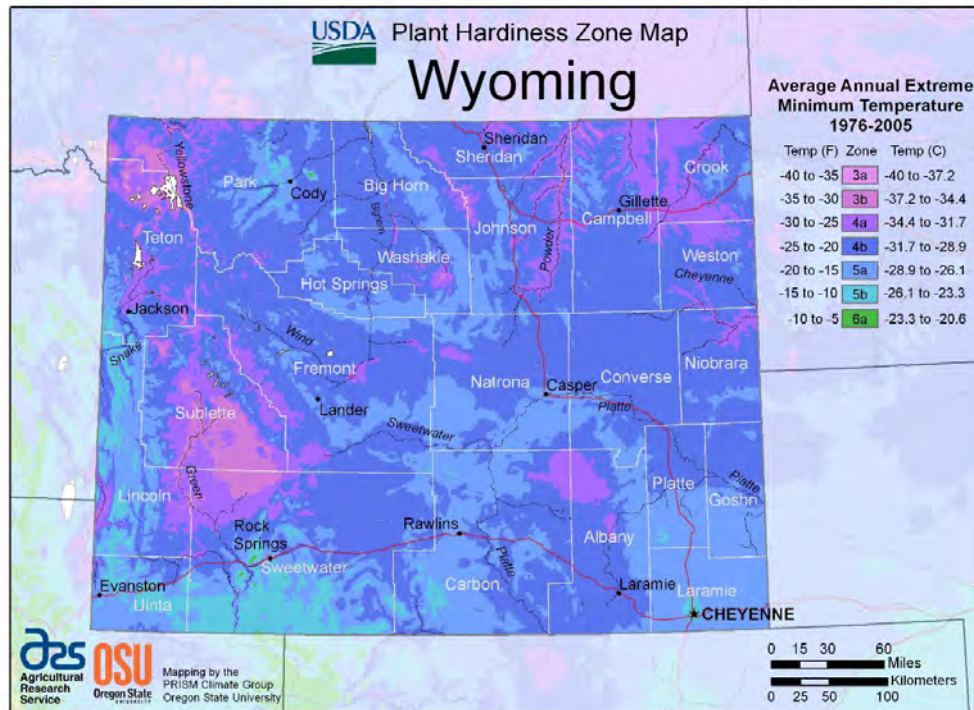 USDA
Plant Hardiness Zone Map
Wyoming
Average Annual Extreme
Minimum Temperature
1976-2005
Temp (F) Zone Temp (C)
-40 to -35 3a -40 to -37.2
-35 to -30 3b -37.2 to -34.4
-30 to -25 4a -34.4 to -31.7
-25 to -20 4b -31.7 to -28.9
-20 to -15 5a -28.9 to -26.1
-15 to -10 5b -26.1 to -23.3
-10 to -5 6a -23.3 to -20.6
Yellowstone
Sheridan
Sheridan
Crook
Park
Cody
Big Horn
Bighorn
Gillette
Campbell
Johnson
Powder
Teton
Washakie
Weston
Cheyenne
Hot Springs
Jackson
Snake
Wind
Fremont
Niobrara
Natrona
Casper
Converse
Platte
Lander
Sublette
Sweetwater
Green
Lincoln
Platte
Platte
Goshn
Rock
Springs
Rawlins
Albany
Sweetwater
Platte
Carbon
Evanston
Uinta
Laramie
Laramie
CHEYENNE
ars
Agricultural
Research
Service
OSU
Oregon State
UNIVERSITY
Mapping by the
PRISM Climate Group
Oregon State University
0 15 30 60
Miles
Kilometers
0 25 50 100